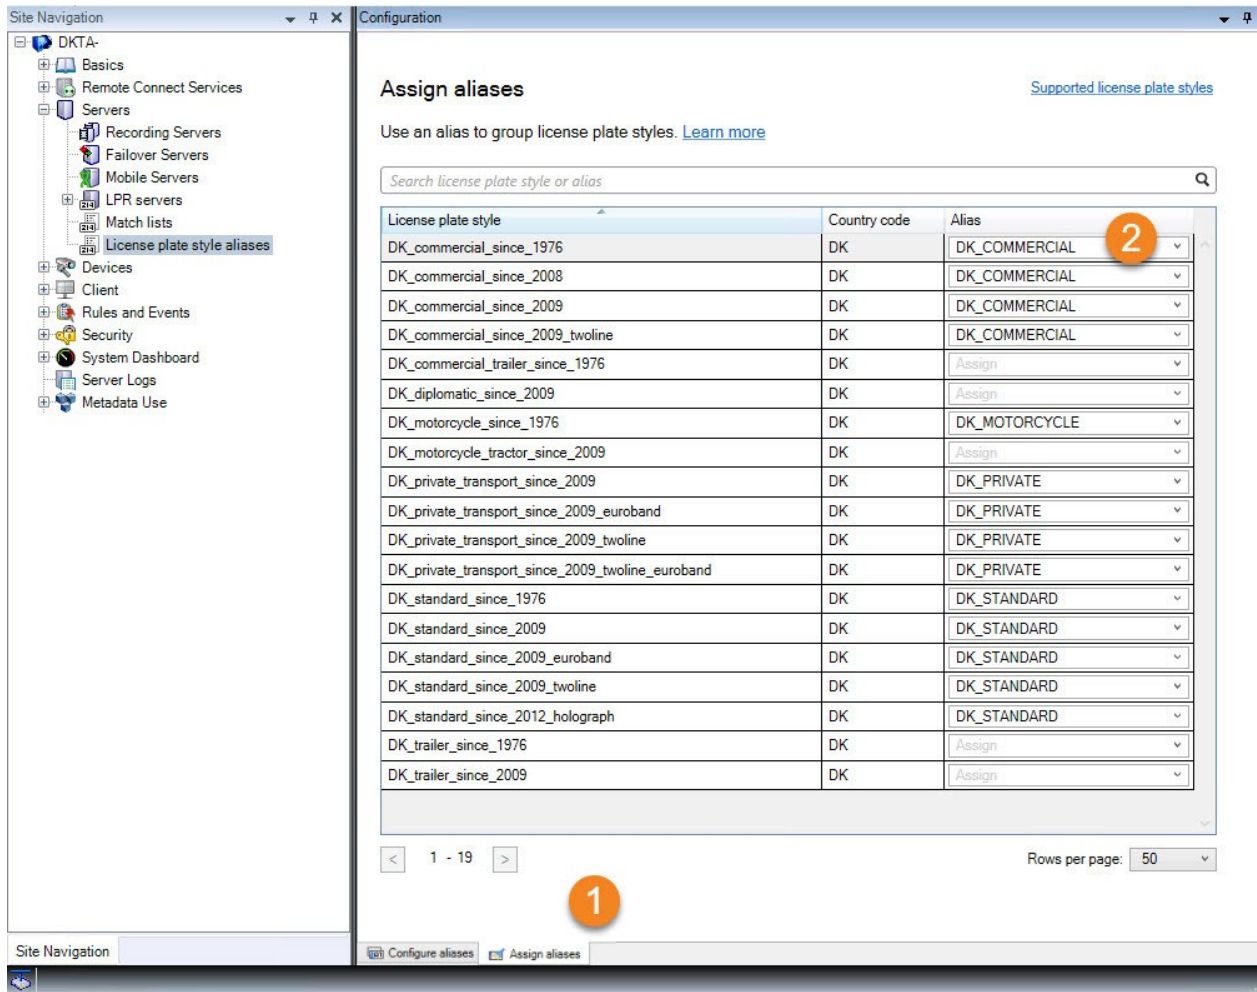 Site Navigation
DKTA-
Basics
Remote Connect Services
Servers
Recording Servers
Failover Servers
Mobile Servers
LPR servers
Match lists
License plate style aliases
Devices
Client
Rules and Events
Security
System Dashboard
Server Logs
Metadata Use
Site Navigation
Configuration
Assign aliases
Supported license plate styles
Use an alias to group license plate styles. Learn more
Search license plate style or alias
License plate style Country code Alias
2
DK_commercial_since_1976 DK DK_COMMERCIAL
DK_commercial_since_2008 DK DK_COMMERCIAL
DK_commercial_since_2009 DK DK_COMMERCIAL
DK_commercial_since_2009_twoline DK DK_COMMERCIAL
DK_commercial_trailer_since_1976 DK Assign
DK_diplomatic_since_2009 DK Assign
DK_motorcycle_since_1976 DK DK_MOTORCYCLE
DK_motorcycle_tractor_since_2009 DK Assign
DK_private_transport_since_2009 DK DK_PRIVATE
DK_private_transport_since_2009_euroband DK DK_PRIVATE
DK_private_transport_since_2009_twoline DK DK_PRIVATE
DK_private_transport_since_2009_twoline_euroband DK DK_PRIVATE
DK_standard_since_1976 DK DK_STANDARD
DK_standard_since_2009 DK DK_STANDARD
DK_standard_since_2009_euroband DK DK_STANDARD
DK_standard_since_2009_twoline DK DK_STANDARD
DK_standard_since_2012_holograph DK DK_STANDARD
DK_trailer_since_1976 DK Assign
DK_trailer_since_2009 DK Assign
< 1 - 19 > Rows per page: 50
1
Configure aliases Assign aliases